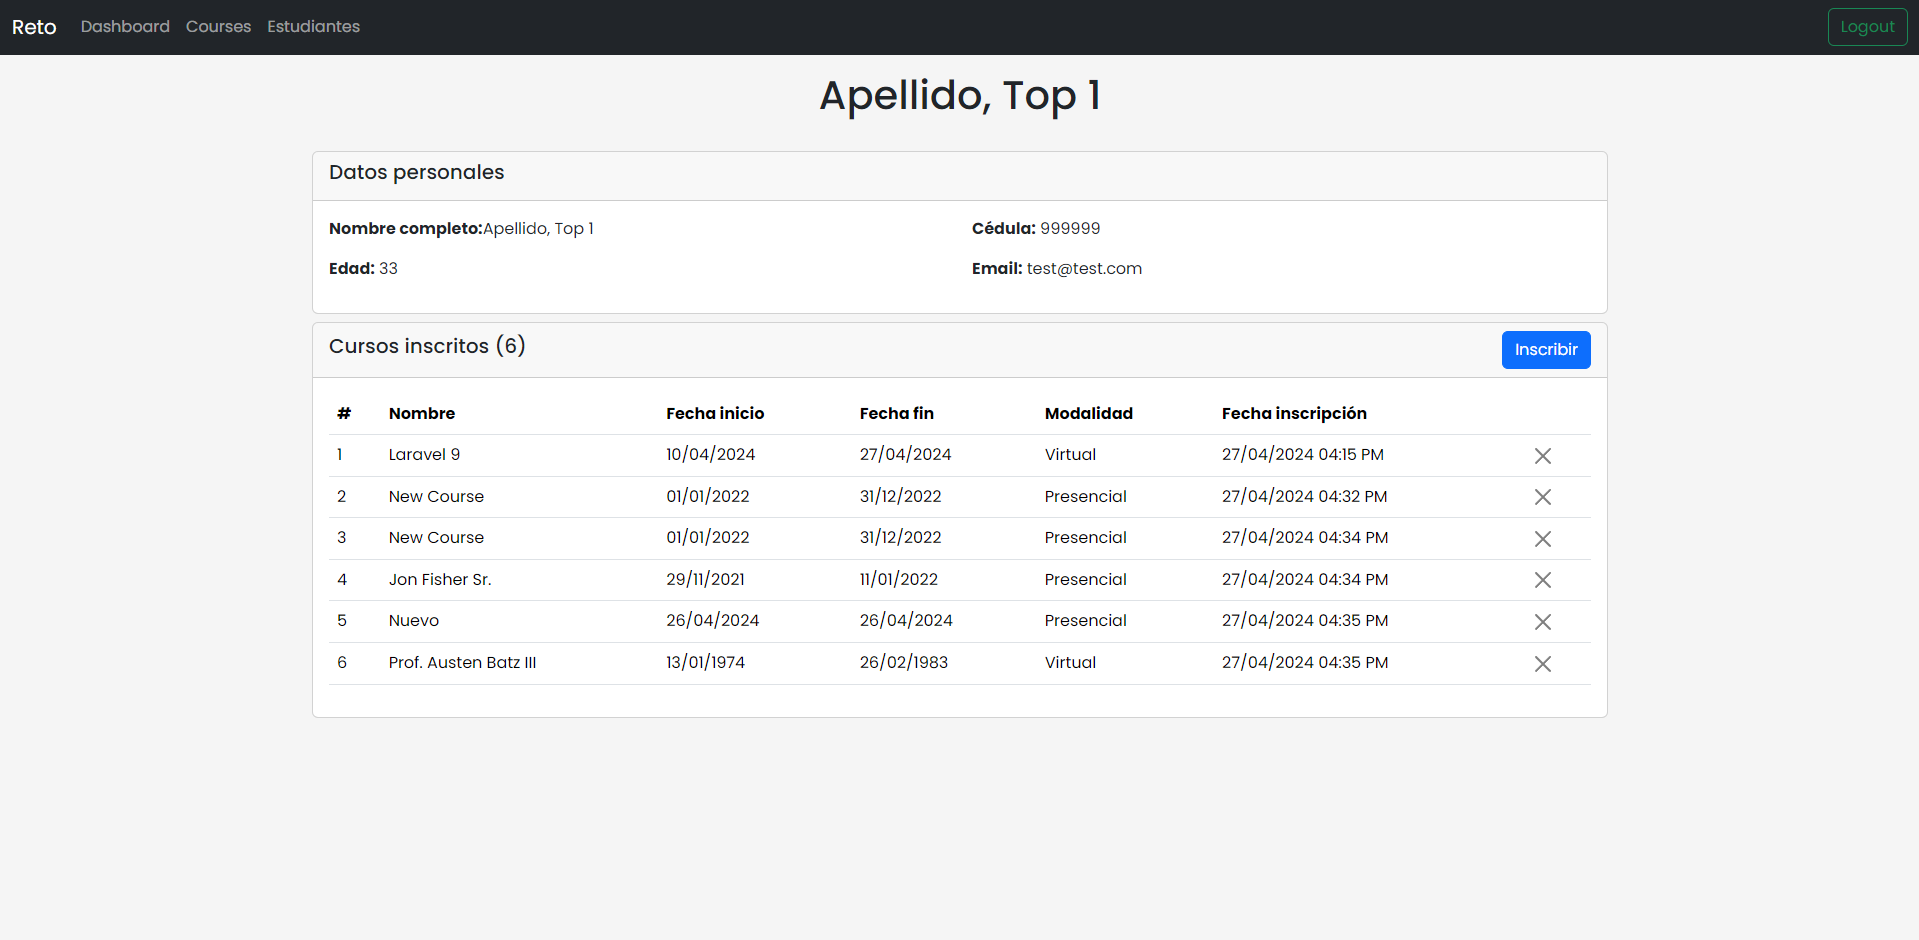 Reto Dashboard Courses Estudiantes Logout
Apellido, Top 1
Datos personales
Nombre completo:Apellido, Top 1 Cédula: 999999
Edad: 33 Email: test@test.com
Cursos inscritos (6) Inscribir
# Nombre Fecha inicio Fecha fin Modalidad Fecha inscripción
1 Laravel 9 10/04/2024 27/04/2024 Virtual 27/04/2024 04:15 PM
2 New Course 01/01/2022 31/12/2022 Presencial 27/04/2024 04:32 PM
3 New Course 01/01/2022 31/12/2022 Presencial 27/04/2024 04:34 PM
4 Jon Fisher Sr. 29/11/2021 11/01/2022 Presencial 27/04/2024 04:34 PM
5 Nuevo 26/04/2024 26/04/2024 Presencial 27/04/2024 04:35 PM
6 Prof. Austen Batz III 13/01/1974 26/02/1983 Virtual 27/04/2024 04:35 PM